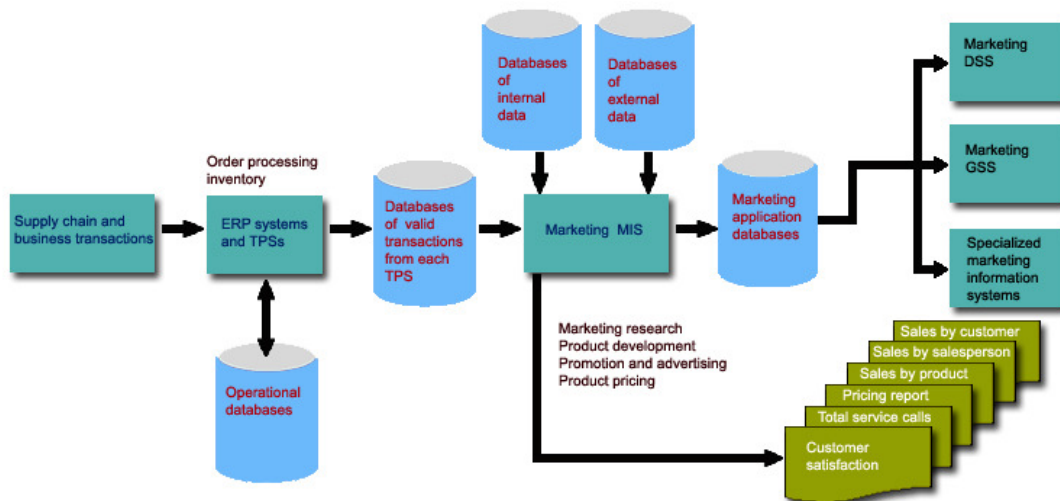 Databases
of
internal
data
Databases
of
external
data
Marketing
DSS
Order processing
inventory
Marketing
GSS
Supply chain and
business transactions
ERP systems
and TPSs
Databases
of valid
transactions
from each
TPS
Marketing MIS
Marketing
application
databases
Specialized
marketing
information
systems
Operational
databases
Marketing research
Product development
Promotion and advertising
Product pricing
Sales by customer
Sales by salesperson
Sales by product
Pricing report
Total service calls
Customer
satisfaction